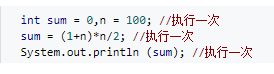 int sum = 0,n = 100; //执行一次
sum = (1+n)*n/2; //执行一次
System.out.println (sum); //执行一次